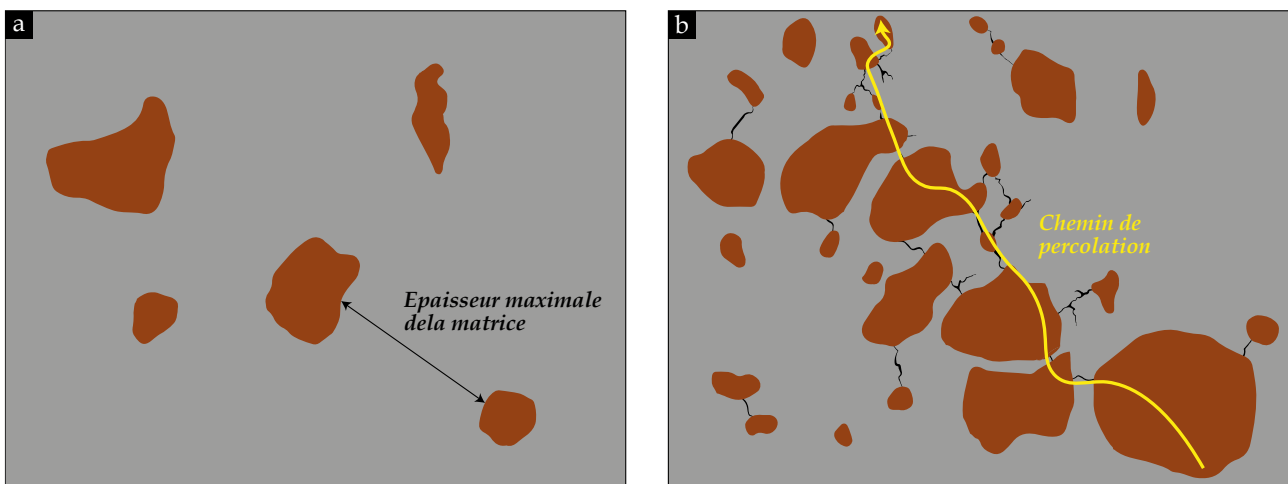 a
Epaisseur maximale
dela matrice
b
Chemin de
percolation